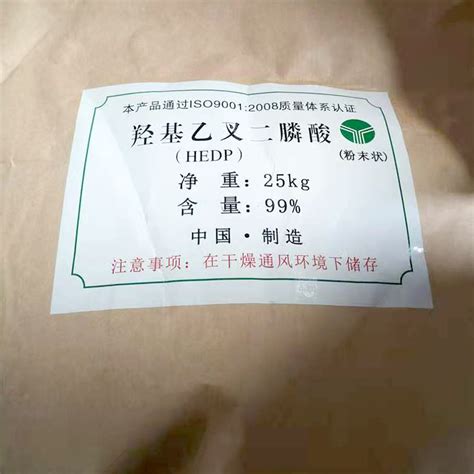 本产品通过ISO9001:2008质量体系认证
羟基乙叉二膦酸
(HEDP) (粉末状)
净 重: 25kg
含 量: 99%
中国·制造
注意事项: 在干燥通风环境下储存